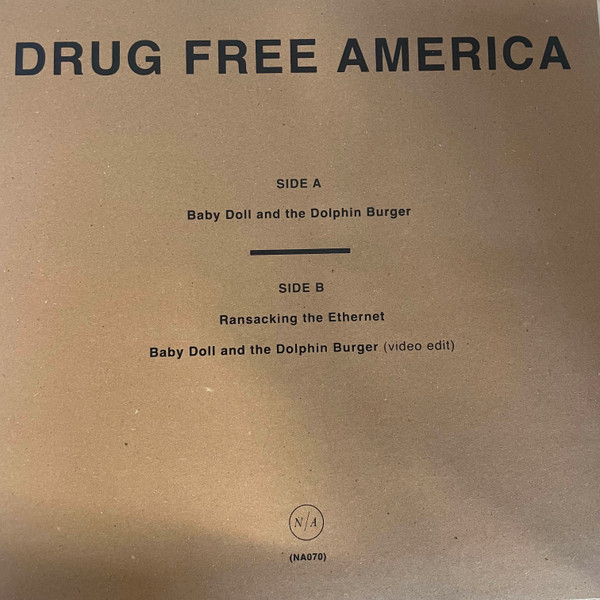 DRUG FREE AMERICA
SIDE A
Baby Doll and the Dolphin Burger
SIDE B
Ransacking the Ethernet
Baby Doll and the Dolphin Burger (video edit)
N/A
(NA070)